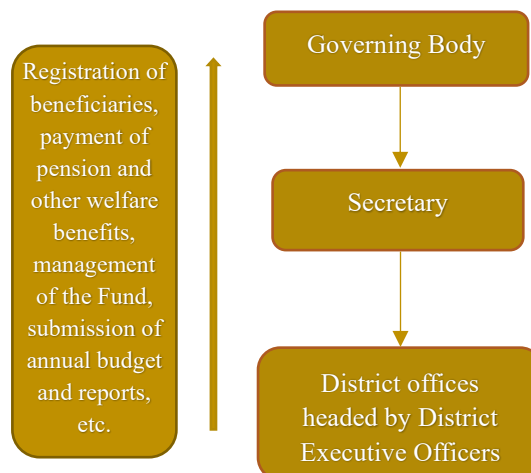 Registration of
beneficiaries,
payment of
pension and
other welfare
benefits,
management
of the Fund,
submission of
annual budget
and reports,
etc.
Governing Body
Secretary
District offices
headed by District
Executive Officers